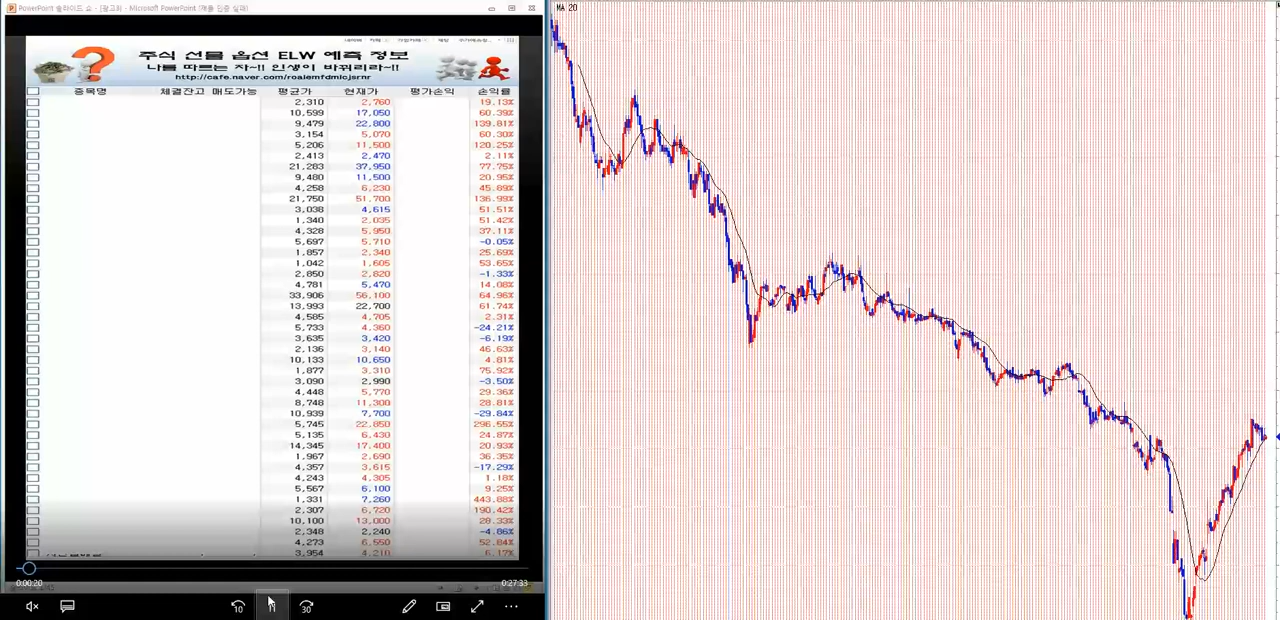 PowerPoint 슬라이드 쇼 - [광고3] - Microsoft PowerPoint (제품 인증 실패)
주식 선물 옵션 ELW 예측 정보
나를 따르는 자~!! 인생이 바뀌리라~!!
http://cafe.naver.com/roalemfdmlcjsrnr
종목명 체결잔고 매도가능 평균가 현재가 평가손익 손익률
2,310 2,760 19.13%
10,599 17,050 60.39%
9,479 22,800 139.81%
3,154 5,070 60.30%
5,206 11,500 120.25%
2,413 2,470 2.11%
21,283 37,950 77.75%
9,480 11,500 20.95%
4,258 6,230 45.89%
21,750 51,700 136.99%
3,038 4,615 51.51%
1,340 2,035 51.42%
4,328 5,950 37.11%
5,697 5,710 -0.05%
1,857 2,340 25.69%
1,042 1,605 53.65%
2,850 2,820 -1.33%
4,781 5,470 14.08%
33,906 56,100 64.96%
13,993 22,700 61.74%
4,585 4,705 2.31%
5,733 4,360 -24.21%
3,635 3,420 -6.19%
2,136 3,140 46.63%
10,133 10,650 4.81%
1,877 3,310 75.92%
3,090 2,990 -3.50%
4,448 5,770 29.36%
8,748 11,300 28.81%
10,939 7,700 -29.84%
5,745 22,850 296.55%
5,135 6,430 24.87%
14,345 17,400 20.93%
1,967 2,690 36.35%
4,357 3,615 -17.29%
4,243 4,305 1.18%
5,567 6,100 9.25%
1,331 7,260 443.88%
2,307 6,720 190.42%
10,100 13,000 28.33%
2,348 2,240 -4.86%
4,273 6,550 52.84%
3,954 4,210 6.17%
0:00:20 0:27:33
10 30
MA 20